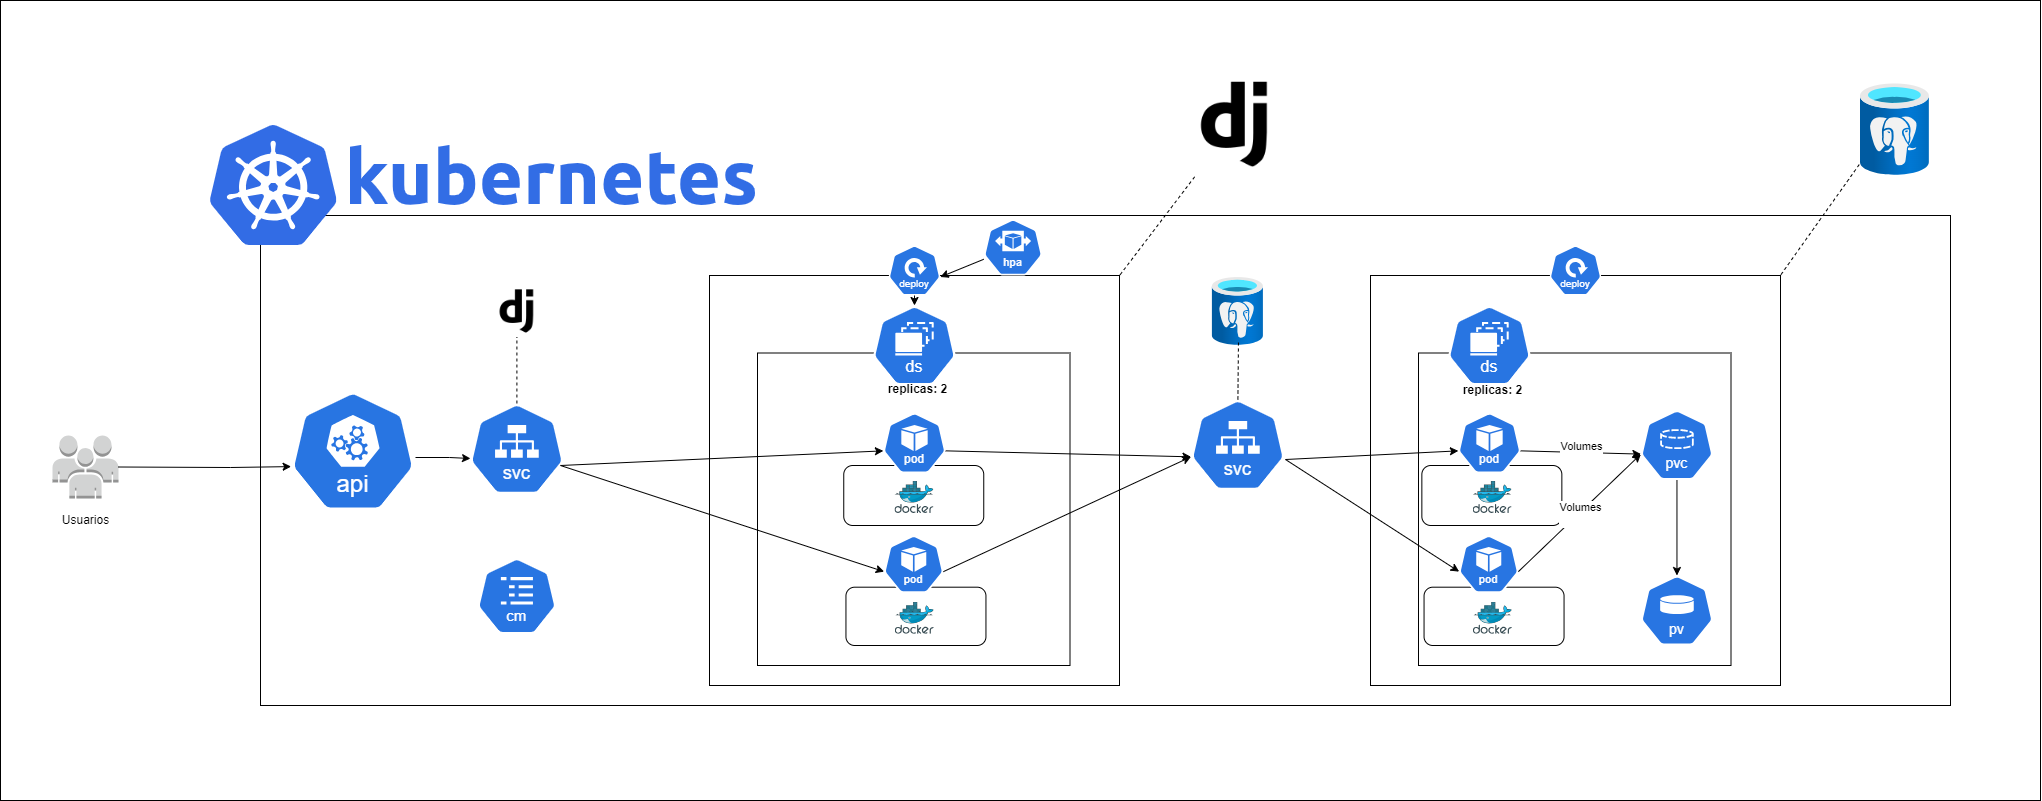 kubernetes
dj
hpa
deploy
deploy
dj
ds
replicas: 2
ds
replicas: 2
Usuarios
api
svc
pod
docker
svc
pod
docker
Volumes
Volumes
pvc
cm
pod
docker
pod
docker
pv